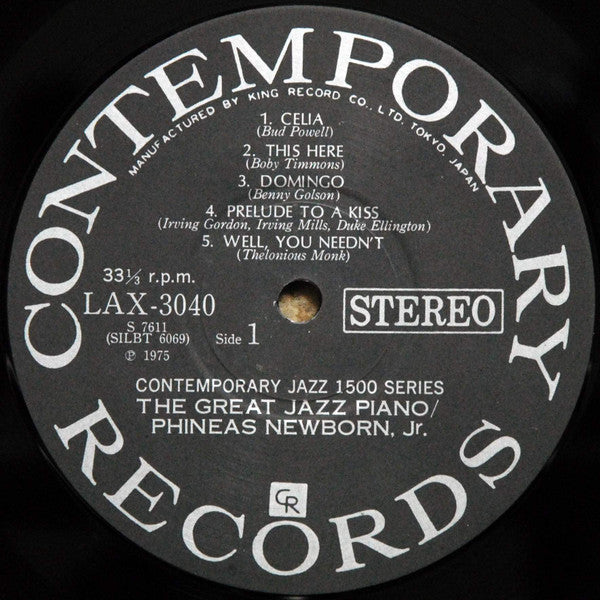 CONTEMPORARY
MANUFACTURED BY KING RECORD CO., LTD. TOKYO, JAPAN
1. CELIA
(Bud Powell)
2. THIS HERE
(Boby Timmons)
3. DOMINGO
(Benny Golson)
4. PRELUDE TO A KISS
(Irving Gordon, Irving Mills, Duke Ellington)
5. WELL, YOU NEEDN'T
(Thelonious Monk)
33⅓ r.p.m.
LAX-3040
STEREO
S 7611
(SILBT 6069)
Side 1
℗ 1975
CONTEMPORARY JAZZ 1500 SERIES
THE GREAT JAZZ PIANO/
PHINEAS NEWBORN, Jr.
CR
RECORDS